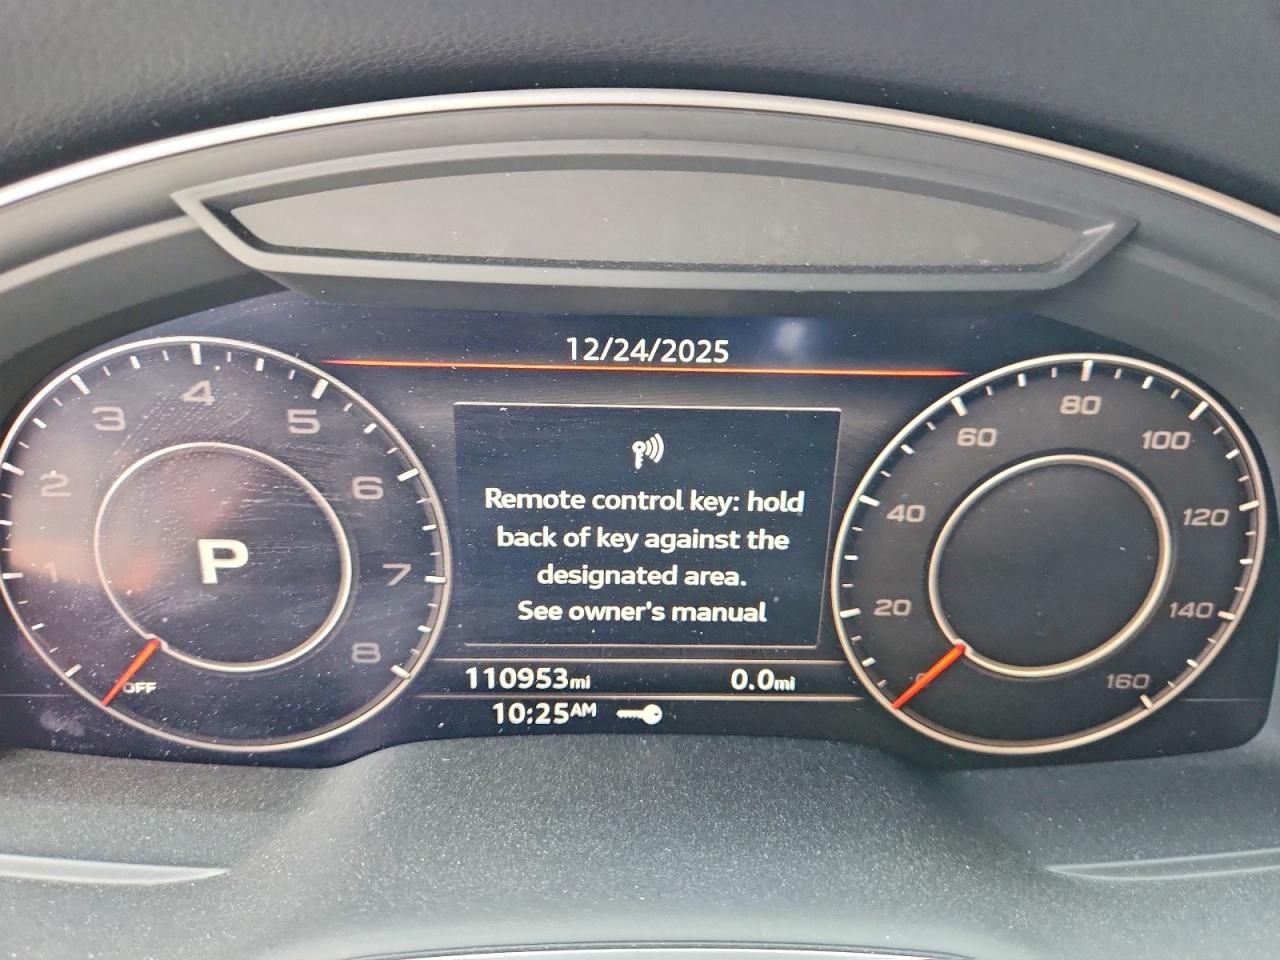 12/24/2025
1
2
3
4
5
6
7
8
P
OFF
Remote control key: hold
back of key against the
designated area.
See owner's manual
110953mi 0.0mi
10:25AM
0
20
40
60
80
100
120
140
160